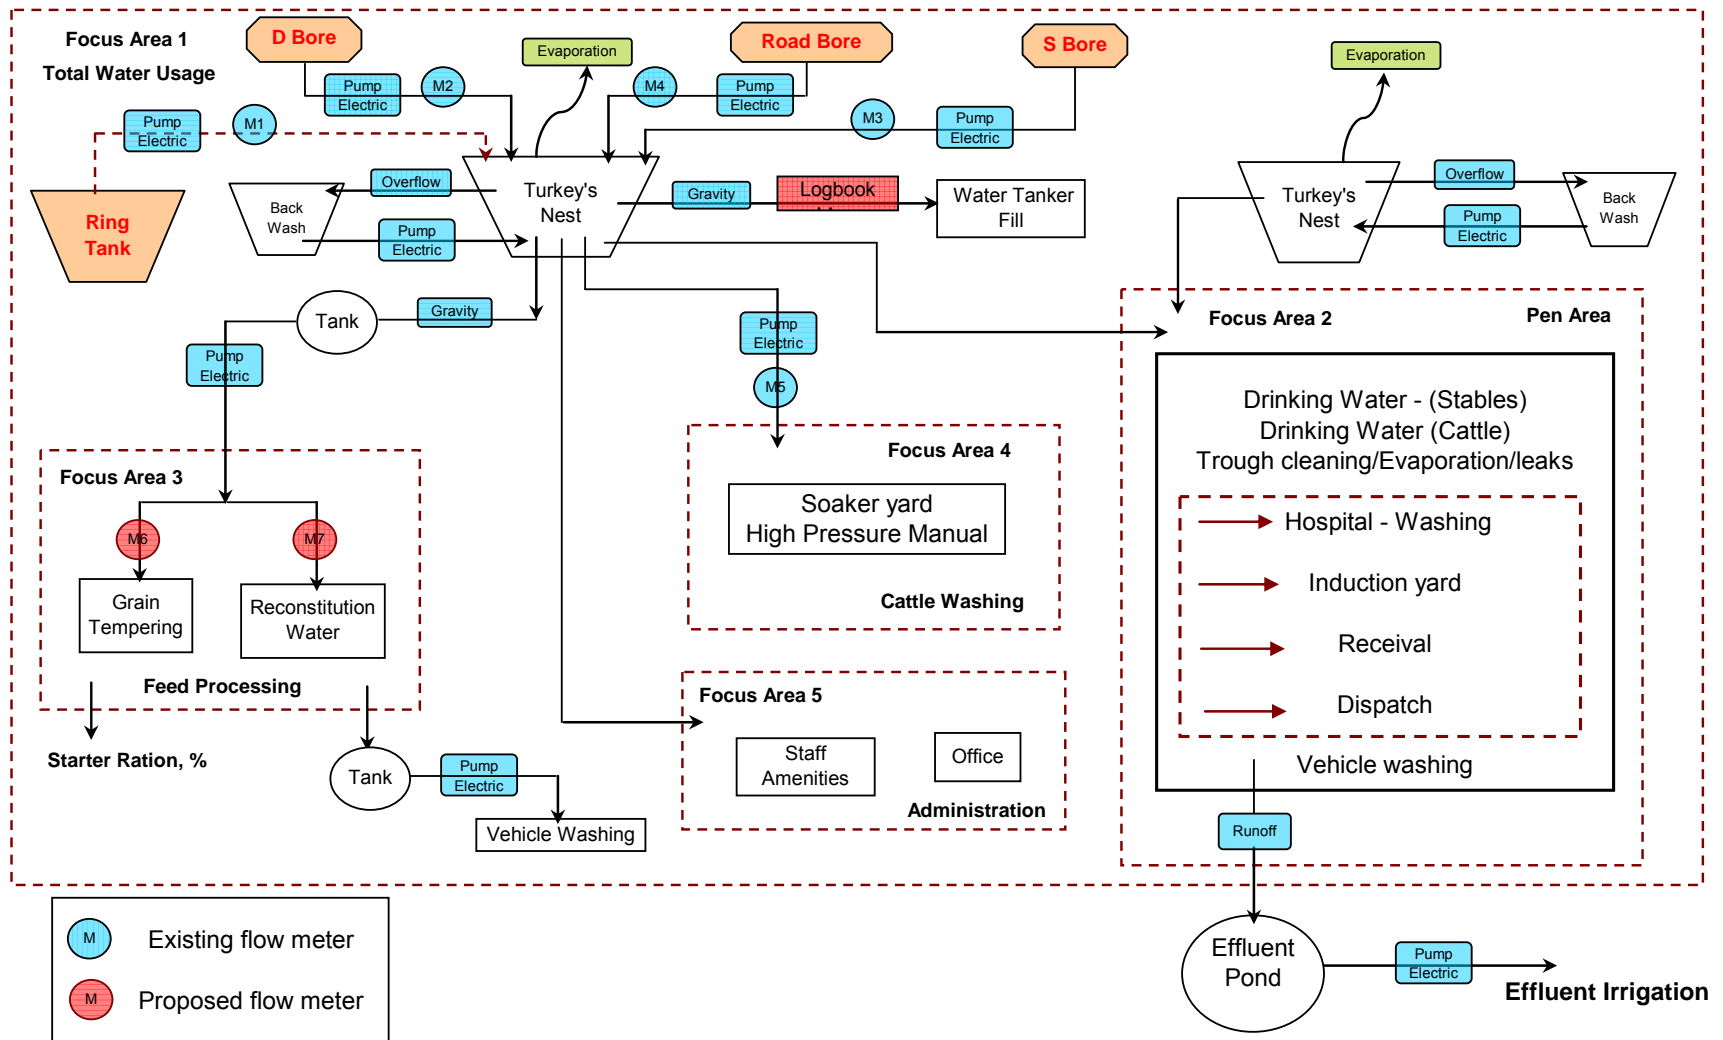 Focus Area 1
Total Water Usage
D Bore
Evaporation
Road Bore
S Bore
Evaporation
Pump
Electric
M2
M4
Pump
Electric
Pump
Electric
M1
M3
Pump
Electric
Ring
Tank
Back
Wash
Overflow
Pump
Electric
Turkey's
Nest
Gravity
Logbook
Water Tanker
Fill
Turkey's
Nest
Overflow
Pump
Electric
Back
Wash
Tank
Gravity
Pump
Electric
Pump
Electric
M5
Focus Area 2
Pen Area
Drinking Water - (Stables)
Drinking Water (Cattle)
Trough cleaning/Evaporation/leaks
Hospital - Washing
Induction yard
Receival
Dispatch
Vehicle washing
Runoff
Focus Area 3
M6
M7
Grain
Tempering
Reconstitution
Water
Feed Processing
Starter Ration, %
Tank
Pump
Electric
Vehicle Washing
Focus Area 4
Soaker yard
High Pressure Manual
Cattle Washing
Focus Area 5
Staff
Amenities
Office
Administration
M Existing flow meter
M Proposed flow meter
Effluent
Pond
Pump
Electric
Effluent Irrigation